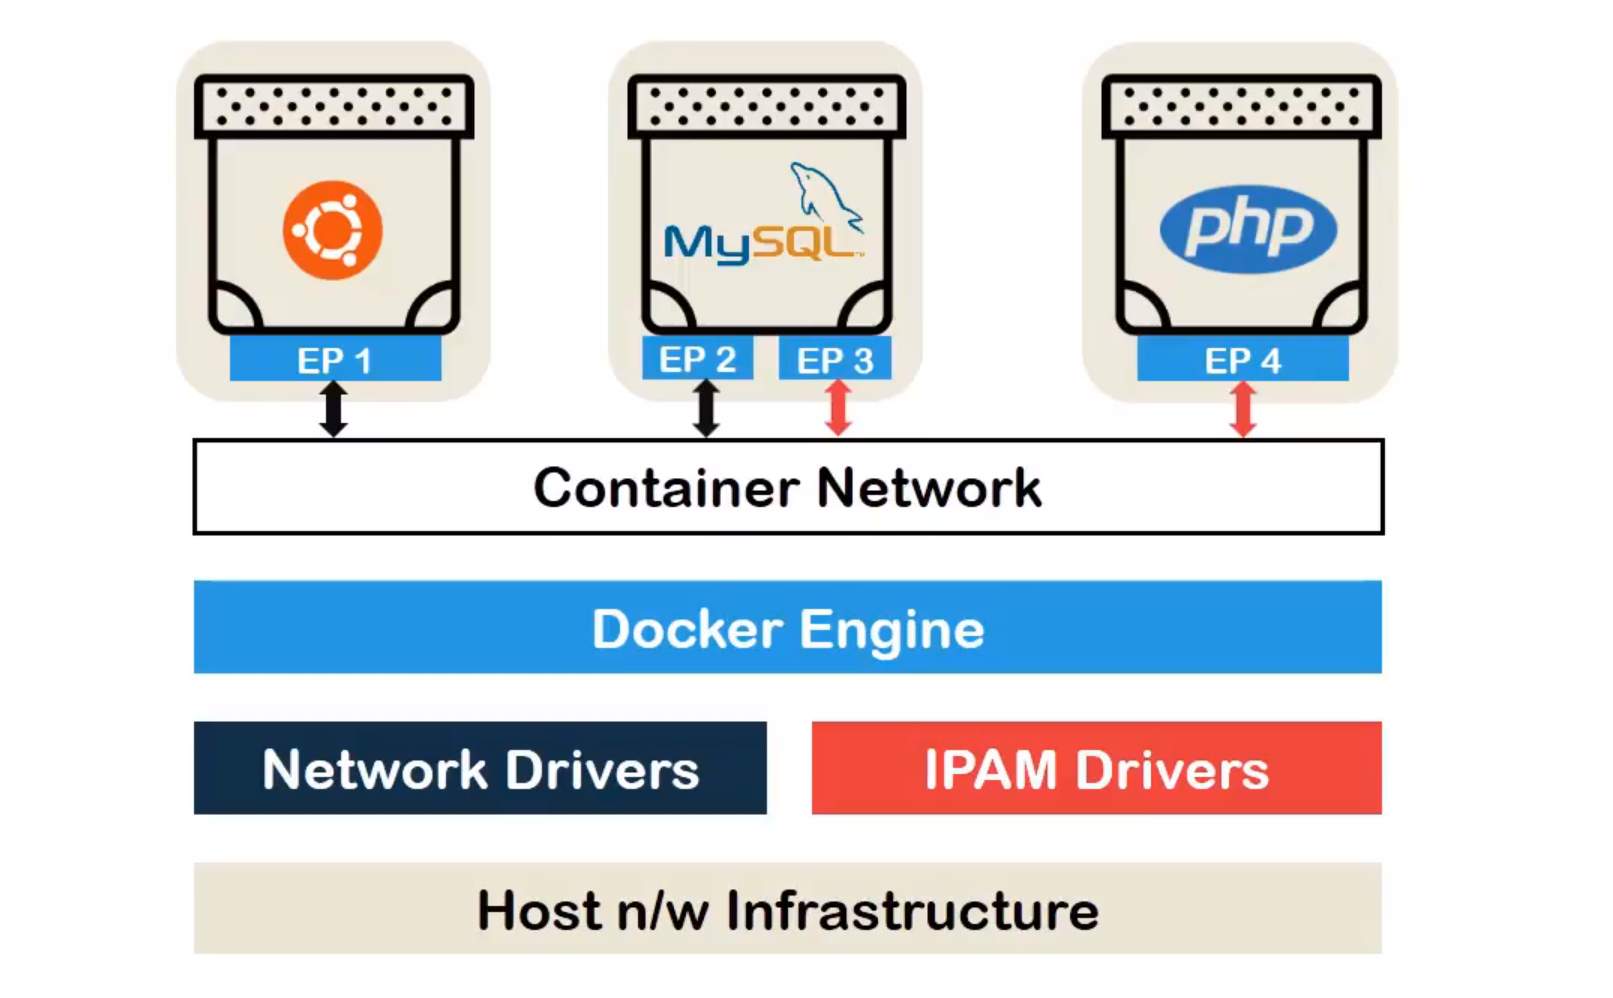 MySQL™
php
EP 1
EP 2
EP 3
EP 4
Container Network
Docker Engine
Network Drivers
IPAM Drivers
Host n/w Infrastructure